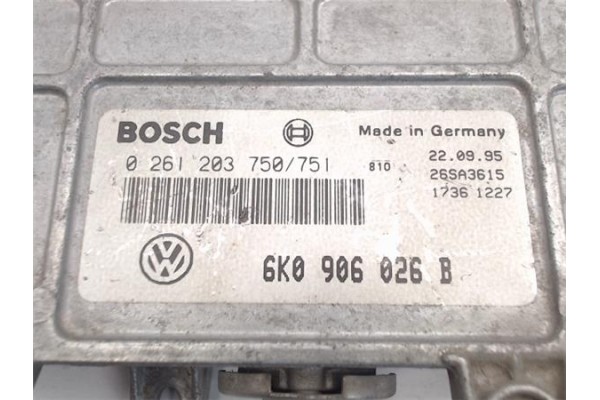 BOSCH
Made in Germany
0 261 203 750/751
810
22.09.95
26SA3615
1736 1227
6K0 906 026 B